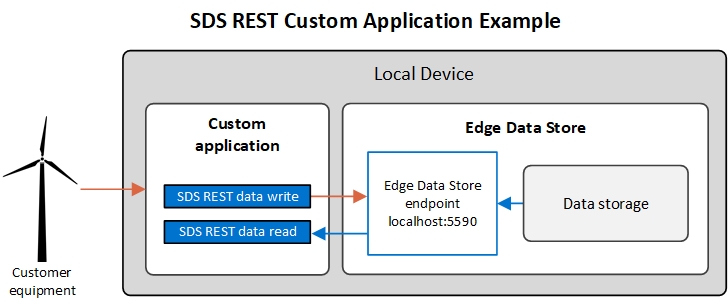 SDS REST Custom Application Example
Local Device
Custom
application
SDS REST data write
SDS REST data read
Edge Data Store
Edge Data Store
endpoint
localhost:5590
Data storage
Customer
equipment